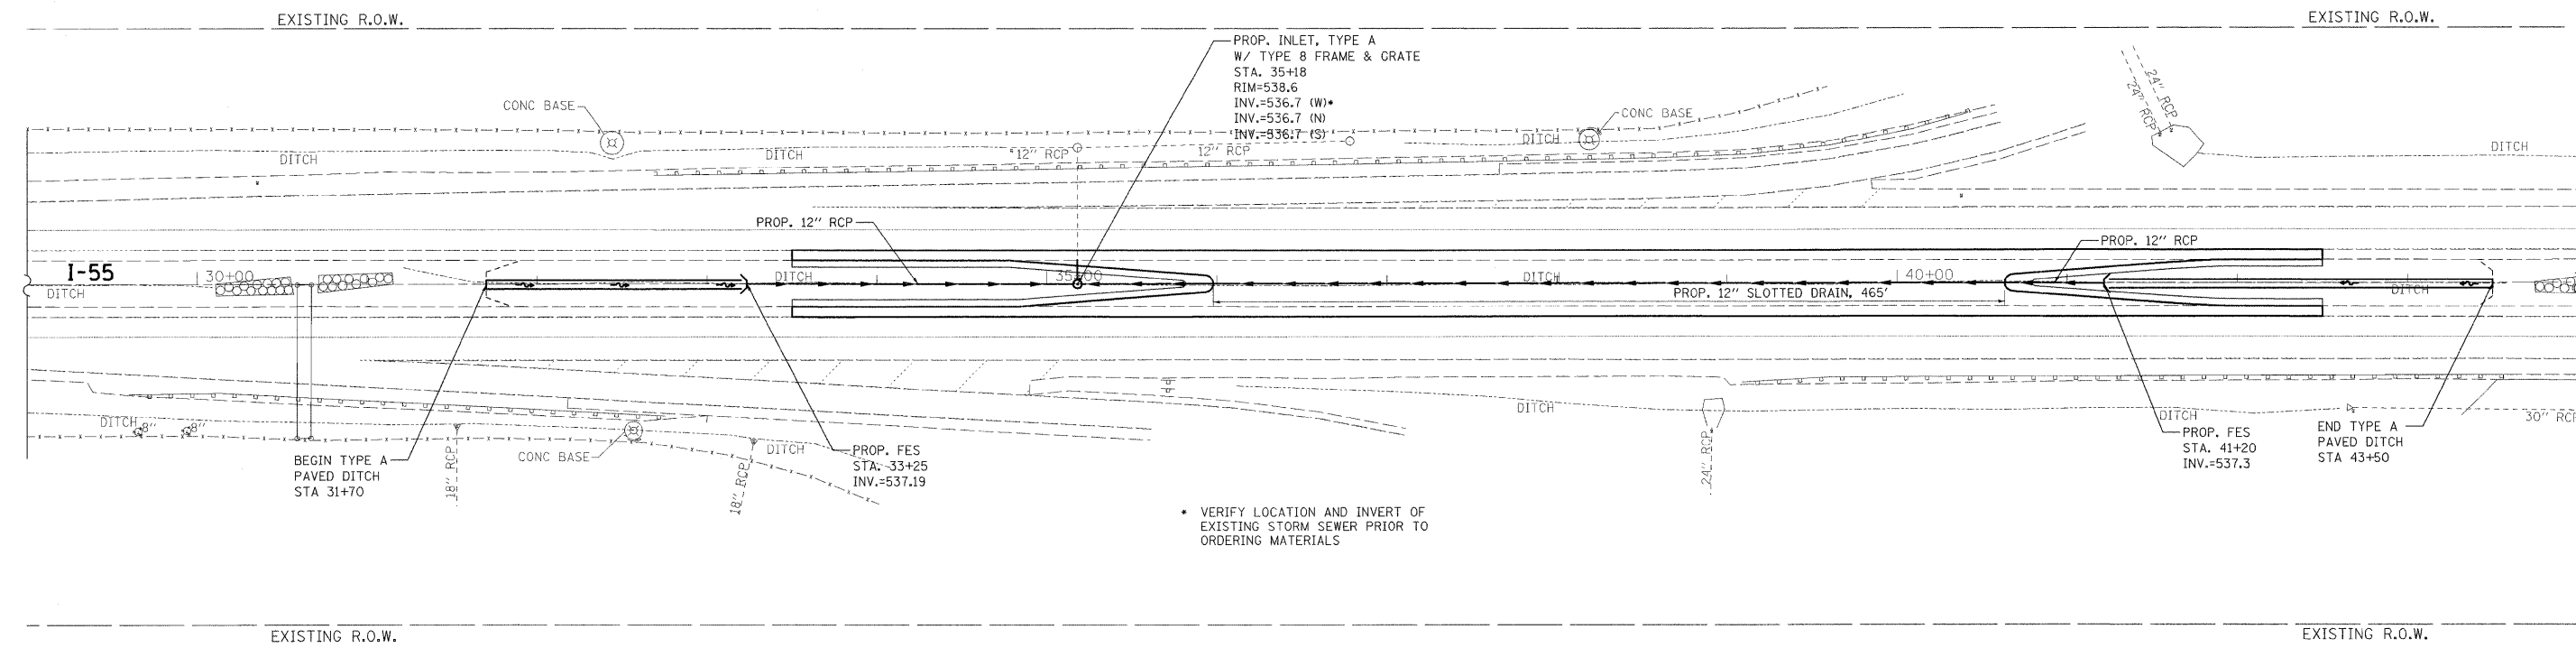 EXISTING R.O.W.
EXISTING R.O.W.
PROP. INLET, TYPE A
W/ TYPE 8 FRAME & GRATE
STA. 35+18
RIM=538.6
INV.=536.7 (W)*
INV.=536.7 (N)
INV.=536.7 (S)
24" RCP
24" RCP
CONC BASE
CONC BASE
DITCH
DITCH
12" RCP
12" RCP
DITCH
DITCH
PROP. 12" RCP
PROP. 12" RCP
I-55
30+00
DITCH
35+00
DITCH
40+00
DITCH
PROP. 12" SLOTTED DRAIN, 465'
DITCH
DITCH
8"
8"
DITCH
DITCH
30" RCP
BEGIN TYPE A
PAVED DITCH
STA 31+70
18" RCP
CONC BASE
18" RCP
DITCH
PROP. FES
STA. 33+25
INV.=537.19
24" RCP
PROP. FES
STA. 41+20
INV.=537.3
END TYPE A
PAVED DITCH
STA 43+50
* VERIFY LOCATION AND INVERT OF
EXISTING STORM SEWER PRIOR TO
ORDERING MATERIALS
EXISTING R.O.W.
EXISTING R.O.W.